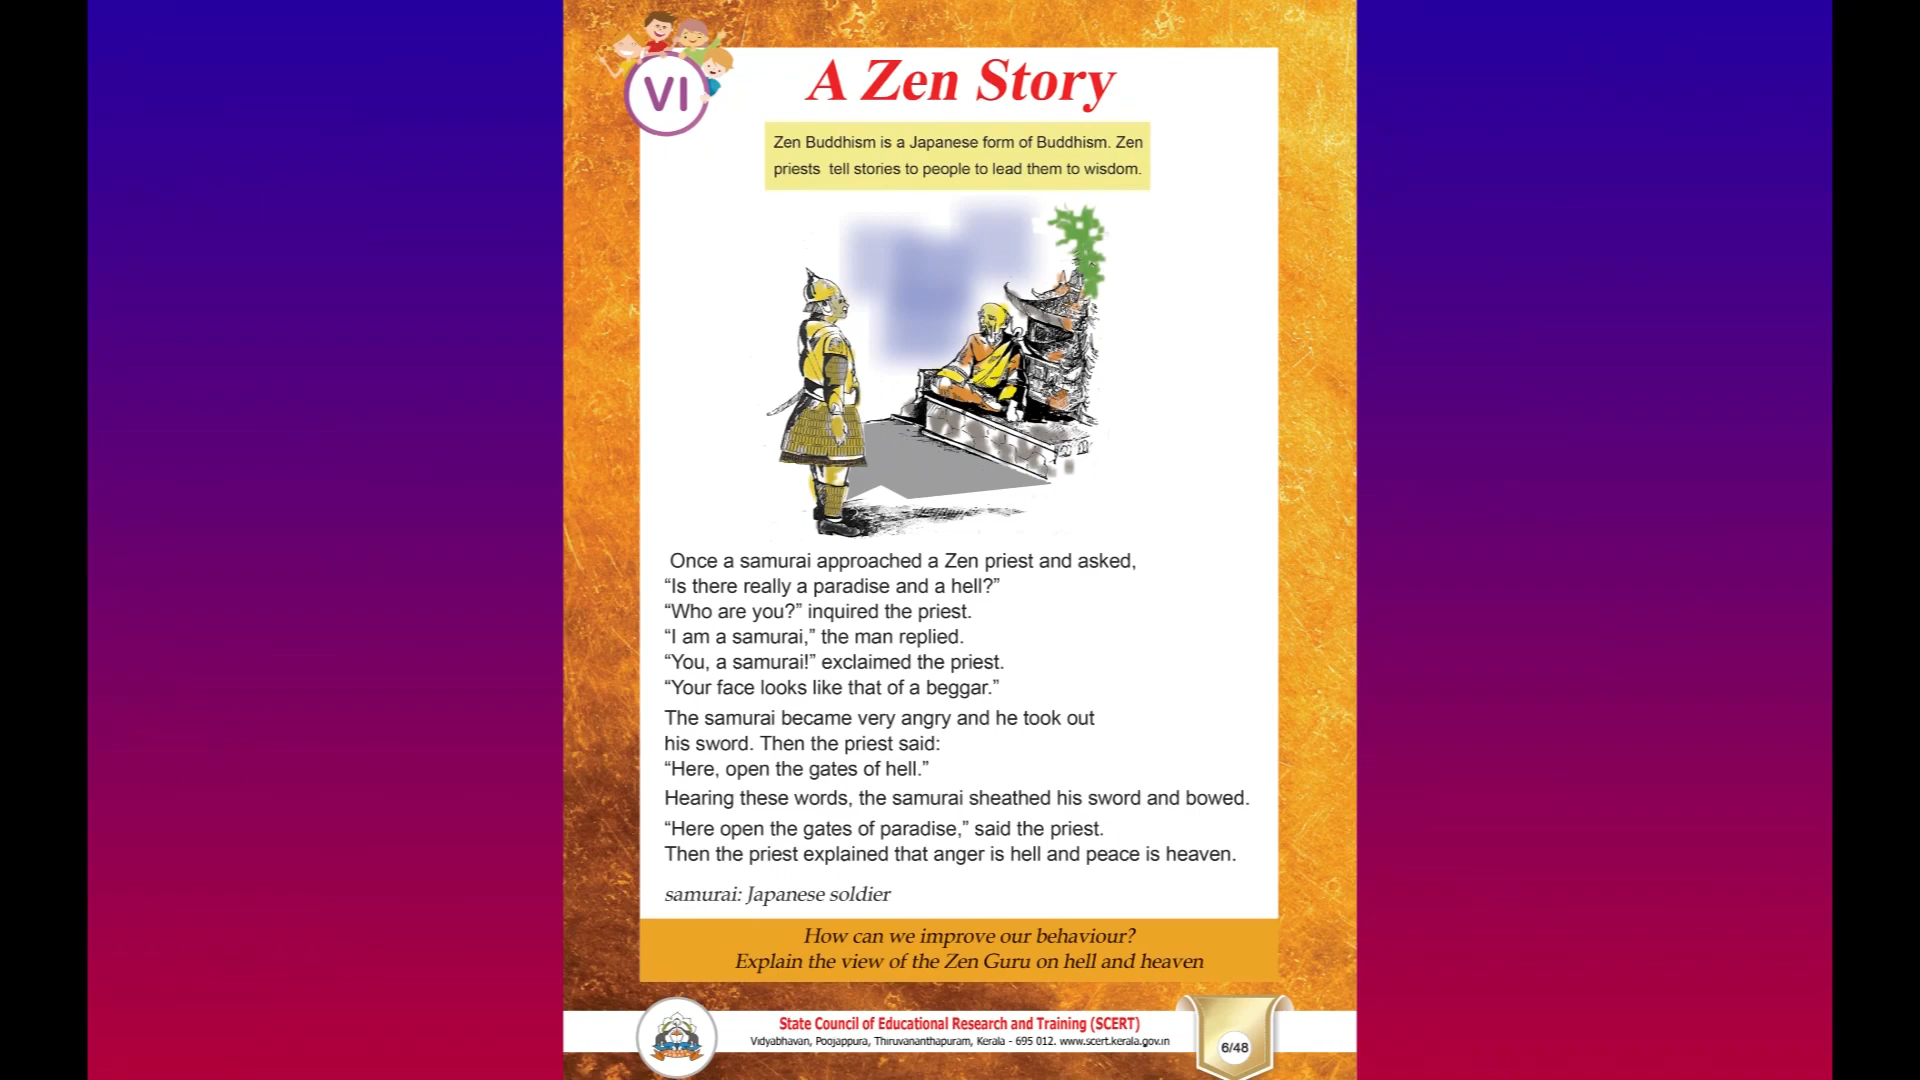 VI
A Zen Story
Zen Buddhism is a Japanese form of Buddhism. Zen
priests tell stories to people to lead them to wisdom.
Once a samurai approached a Zen priest and asked,
“Is there really a paradise and a hell?”
“Who are you?” inquired the priest.
“I am a samurai,” the man replied.
“You, a samurai!” exclaimed the priest.
“Your face looks like that of a beggar.”
The samurai became very angry and he took out
his sword. Then the priest said:
“Here, open the gates of hell.”
Hearing these words, the samurai sheathed his sword and bowed.
“Here open the gates of paradise,” said the priest.
Then the priest explained that anger is hell and peace is heaven.
samurai: Japanese soldier
How can we improve our behaviour?
Explain the view of the Zen Guru on hell and heaven
State Council of Educational Research and Training (SCERT)
Vidyabhavan, Poojappura, Thiruvananthapuram, Kerala - 695 012. www.scert.kerala.gov.in
6/48